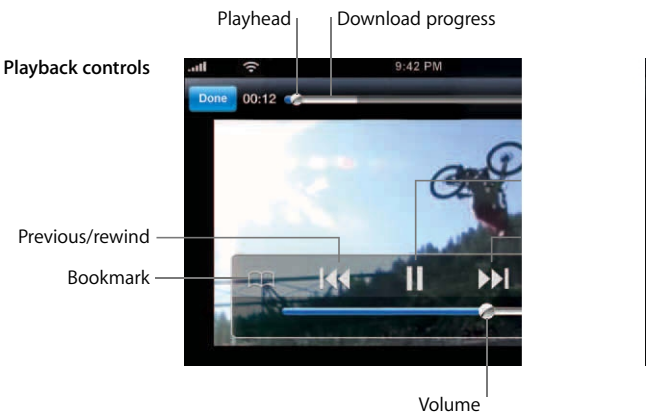 Playhead
Download progress
Playback controls
9:42 PM
Done
00:12
Previous/rewind
Bookmark
Volume